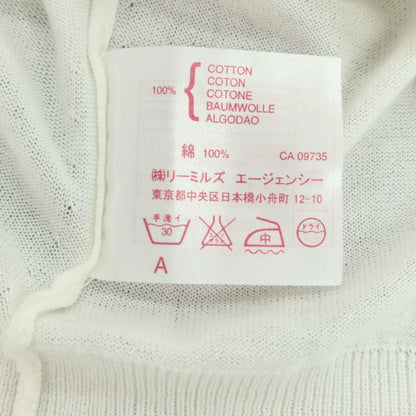 100% { COTTON
COTON
COTONE
BAUMWOLLE
ALGODAO
綿 100% CA 09735
㈱リーミルズ エージェンシー
東京都中央区日本橋小舟町 12-10
手洗イ
30
中
ドライ
A